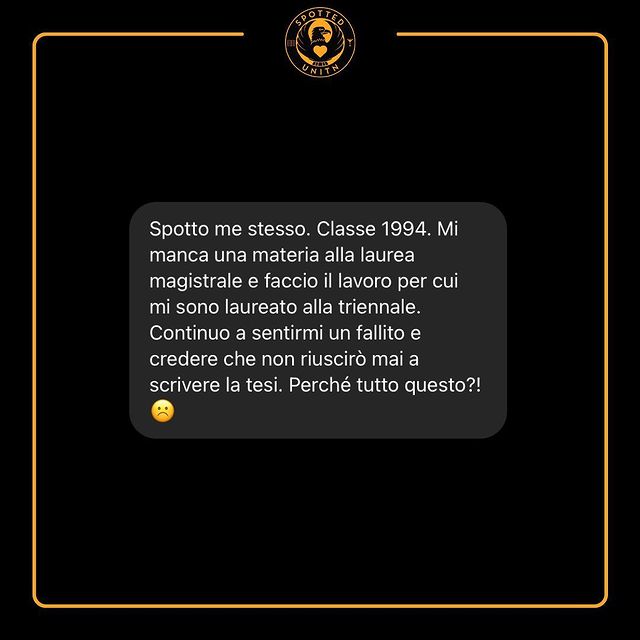 SPOTTED
UNITN
Spotto me stesso. Classe 1994. Mi
manca una materia alla laurea
magistrale e faccio il lavoro per cui
mi sono laureato alla triennale.
Continuo a sentirmi un fallito e
credere che non riuscirò mai a
scrivere la tesi. Perché tutto questo?!
☹️